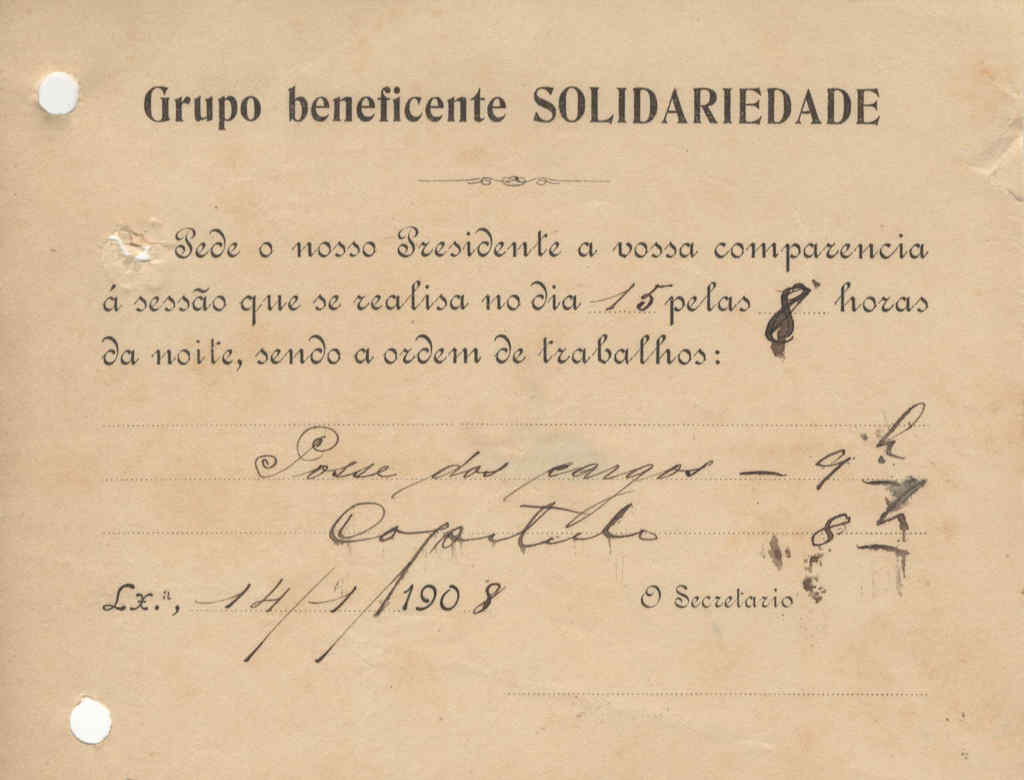 Grupo beneficente SOLIDARIEDADE
Pede o nosso Presidente a vossa comparencia
á sessão que se realisa no dia 15 pelas 8 horas
da noite, sendo a ordem de trabalhos:
Posse dos cargos — 9 h
Capitulo 8 h
Lx.ª, 14/1/1908 O Secretario